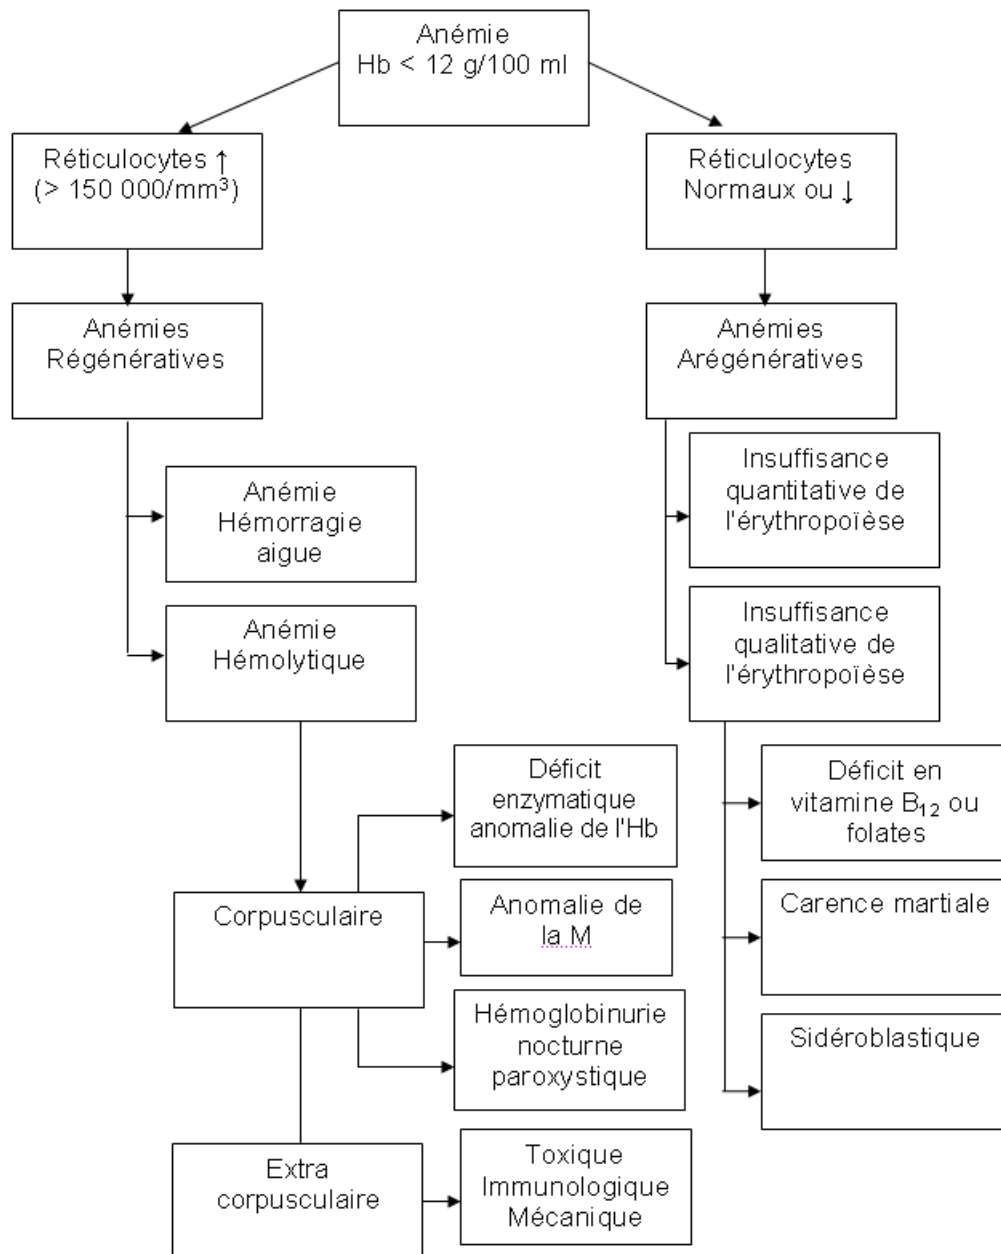 Anémie
Hb < 12 g/100 ml
Réticulocytes ↑
(> 150 000/mm³)
Réticulocytes
Normaux ou ↓
Anémies
Régénératives
Anémies
Arégénératives
Anémie
Hémorragie
aigue
Anémie
Hémolytique
Insuffisance
quantitative de
l'érythropoïèse
Insuffisance
qualitative de
l'érythropoïèse
Déficit
enzymatique
anomalie de l'Hb
Corpusculaire
Anomalie de
la M
Hémoglobinurie
nocturne
paroxystique
Extra
corpusculaire
Toxique
Immunologique
Mécanique
Déficit en
vitamine B₁₂ ou
folates
Carence martiale
Sidéroblastique